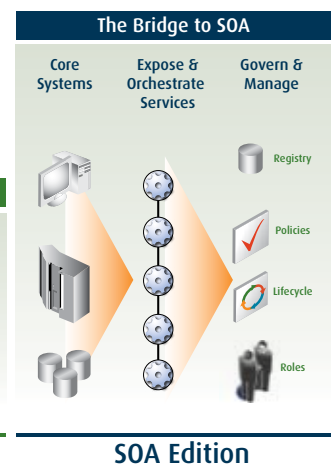 The Bridge to SOA
Core
Systems
Expose &
Orchestrate
Services
Govern &
Manage
Registry
Policies
Lifecycle
Roles
SOA Edition